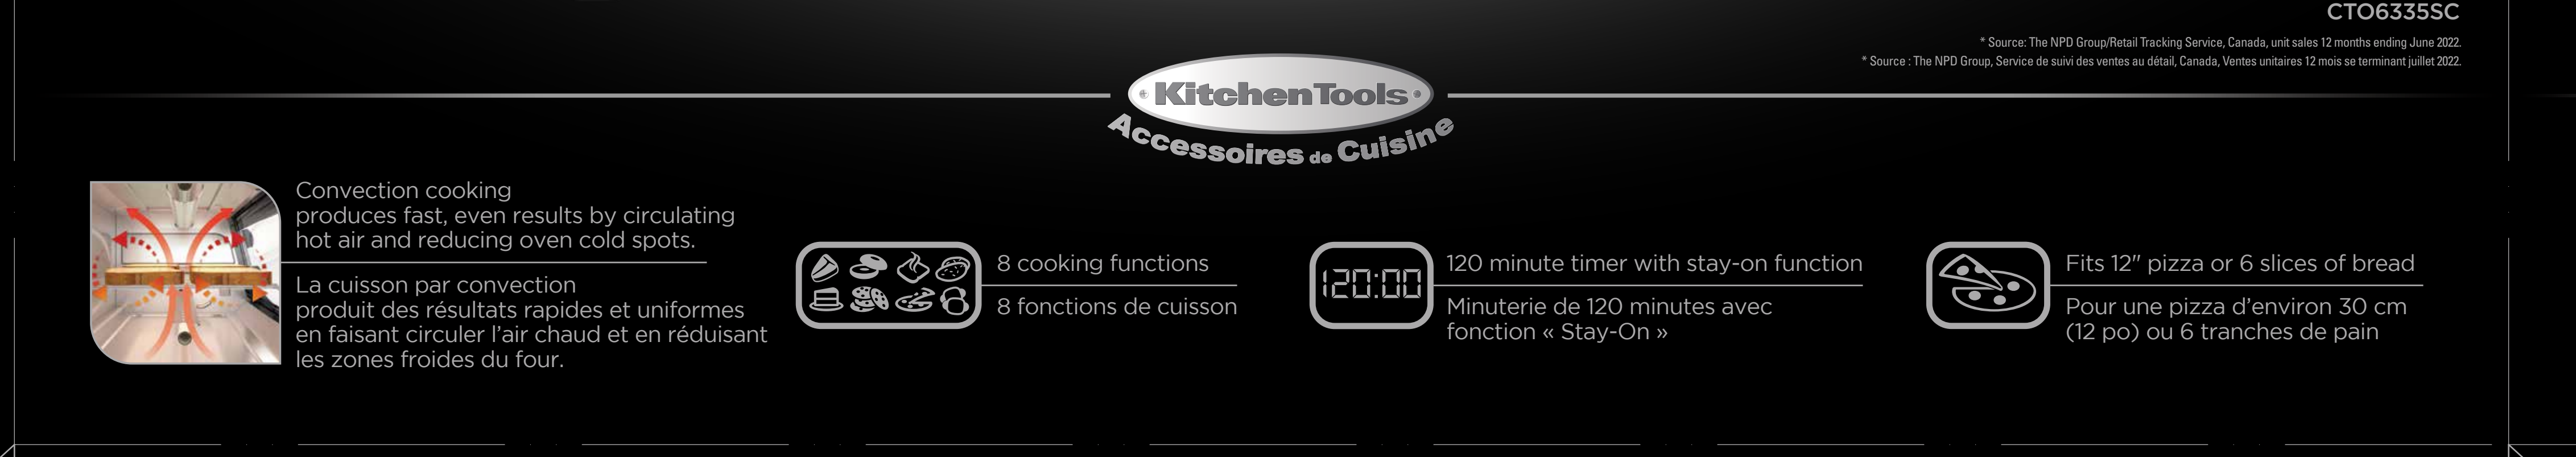 CTO6335SC
* Source: The NPD Group/Retail Tracking Service, Canada, unit sales 12 months ending June 2022.
* Source : The NPD Group, Service de suivi des ventes au détail, Canada, Ventes unitaires 12 mois se terminant juillet 2022.
KitchenTools
Accessoires de Cuisine
Convection cooking
produces fast, even results by circulating
hot air and reducing oven cold spots.
La cuisson par convection
produit des résultats rapides et uniformes
en faisant circuler l'air chaud et en réduisant
les zones froides du four.
8 cooking functions
8 fonctions de cuisson
120:00
120 minute timer with stay-on function
Minuterie de 120 minutes avec
fonction « Stay-On »
Fits 12" pizza or 6 slices of bread
Pour une pizza d'environ 30 cm
(12 po) ou 6 tranches de pain